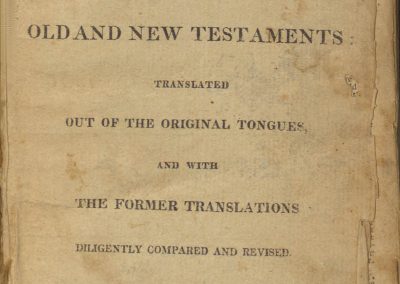 OLD AND NEW TESTAMENTS:
TRANSLATED
OUT OF THE ORIGINAL TONGUES,
AND WITH
THE FORMER TRANSLATIONS
DILIGENTLY COMPARED AND REVISED.